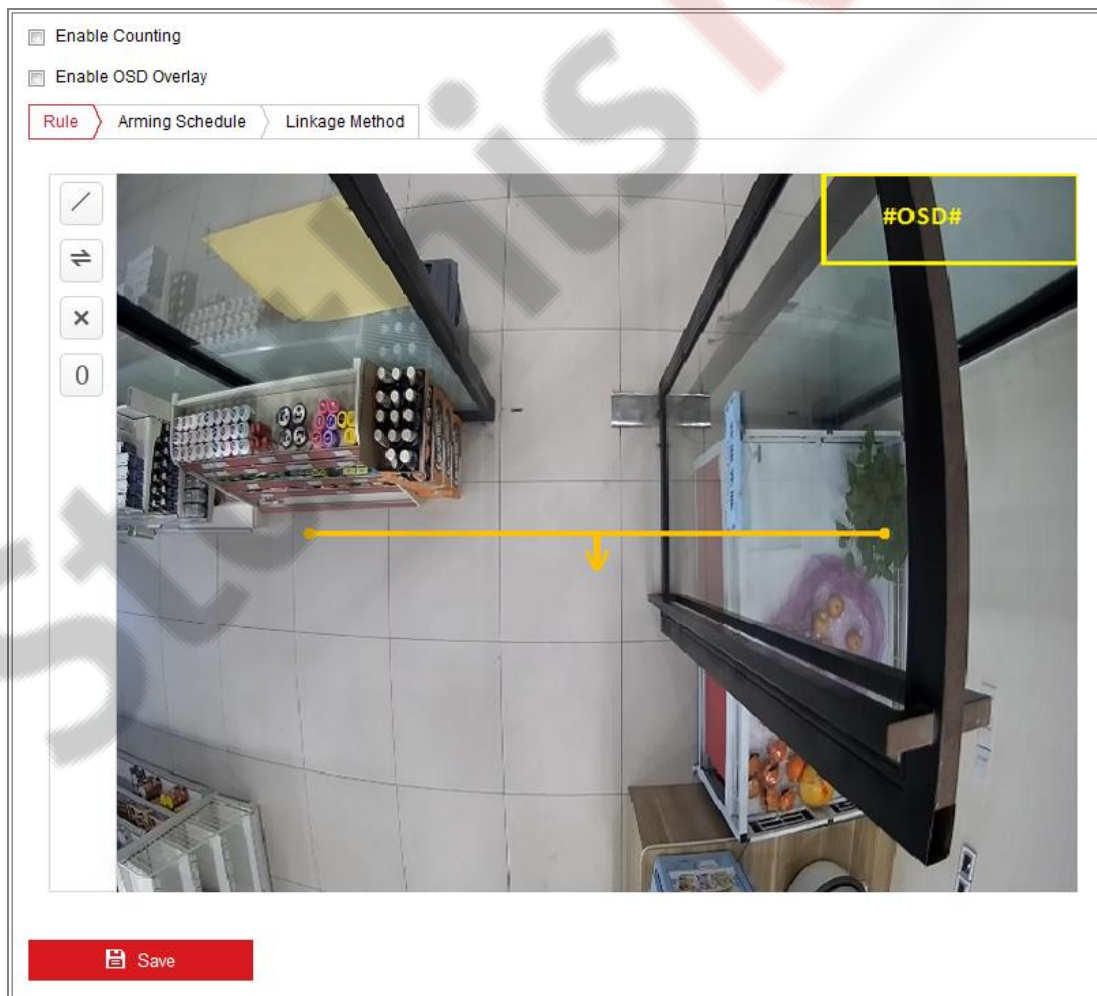 Enable Counting
Enable OSD Overlay
Rule
Arming Schedule
Linkage Method
#OSD#
0
Save